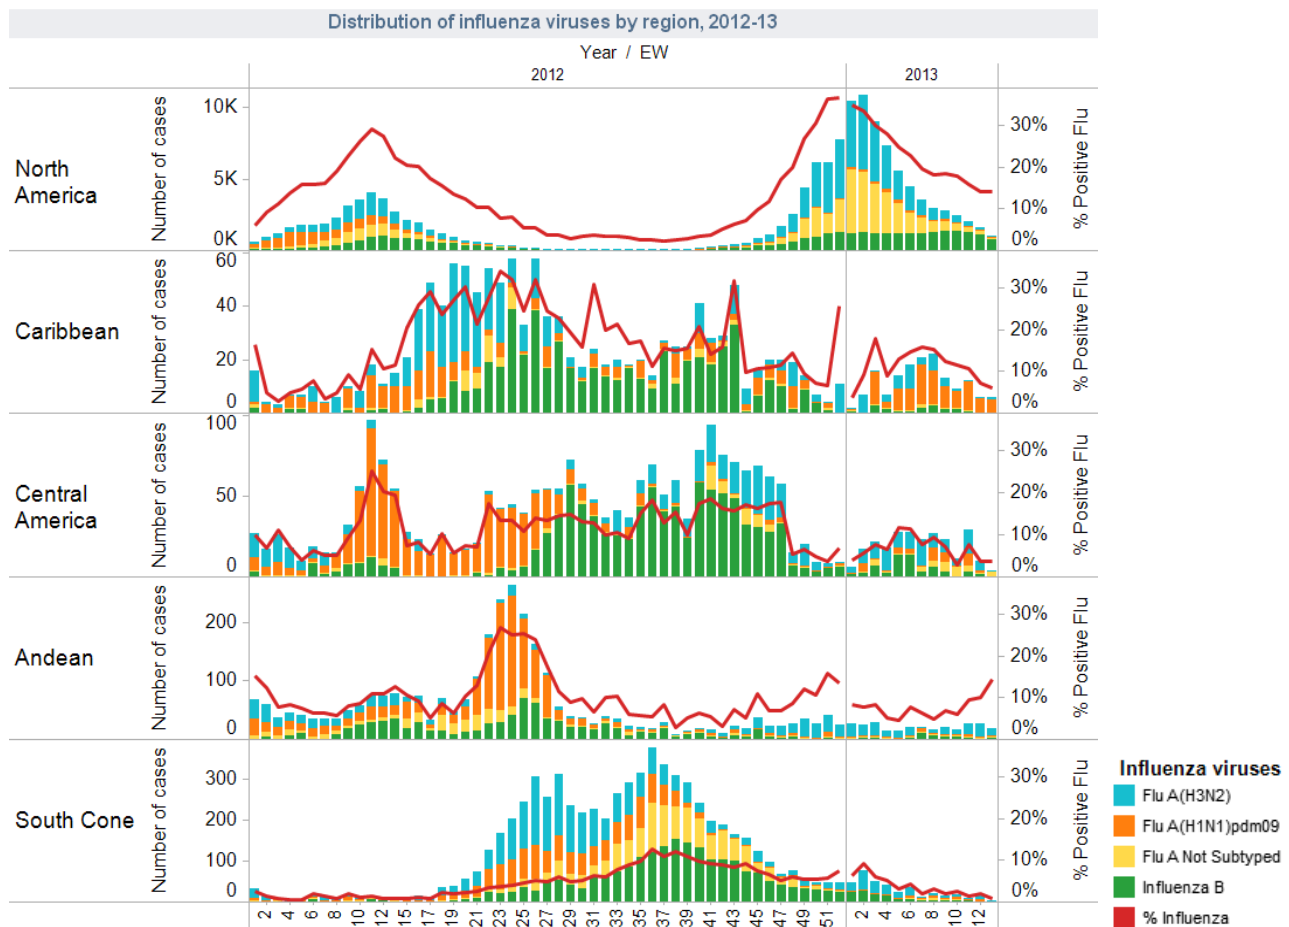 Distribution of influenza viruses by region, 2012-13
Year / EW
2012 2013
North America
Number of cases
10K
5K
0K
30%
20%
10%
0%
% Positive Flu
Caribbean
Number of cases
60
40
20
0
30%
20%
10%
0%
% Positive Flu
Central America
Number of cases
100
50
0
30%
20%
10%
0%
% Positive Flu
Andean
Number of cases
200
100
0
30%
20%
10%
0%
% Positive Flu
South Cone
Number of cases
300
200
100
0
30%
20%
10%
0%
% Positive Flu
2 4 6 8 10 12 15 17 19 21 23 25 27 29 31 33 35 37 39 41 43 45 47 49 51 2 4 6 8 10 12
Influenza viruses
Flu A(H3N2)
Flu A(H1N1)pdm09
Flu A Not Subtyped
Influenza B
% Influenza